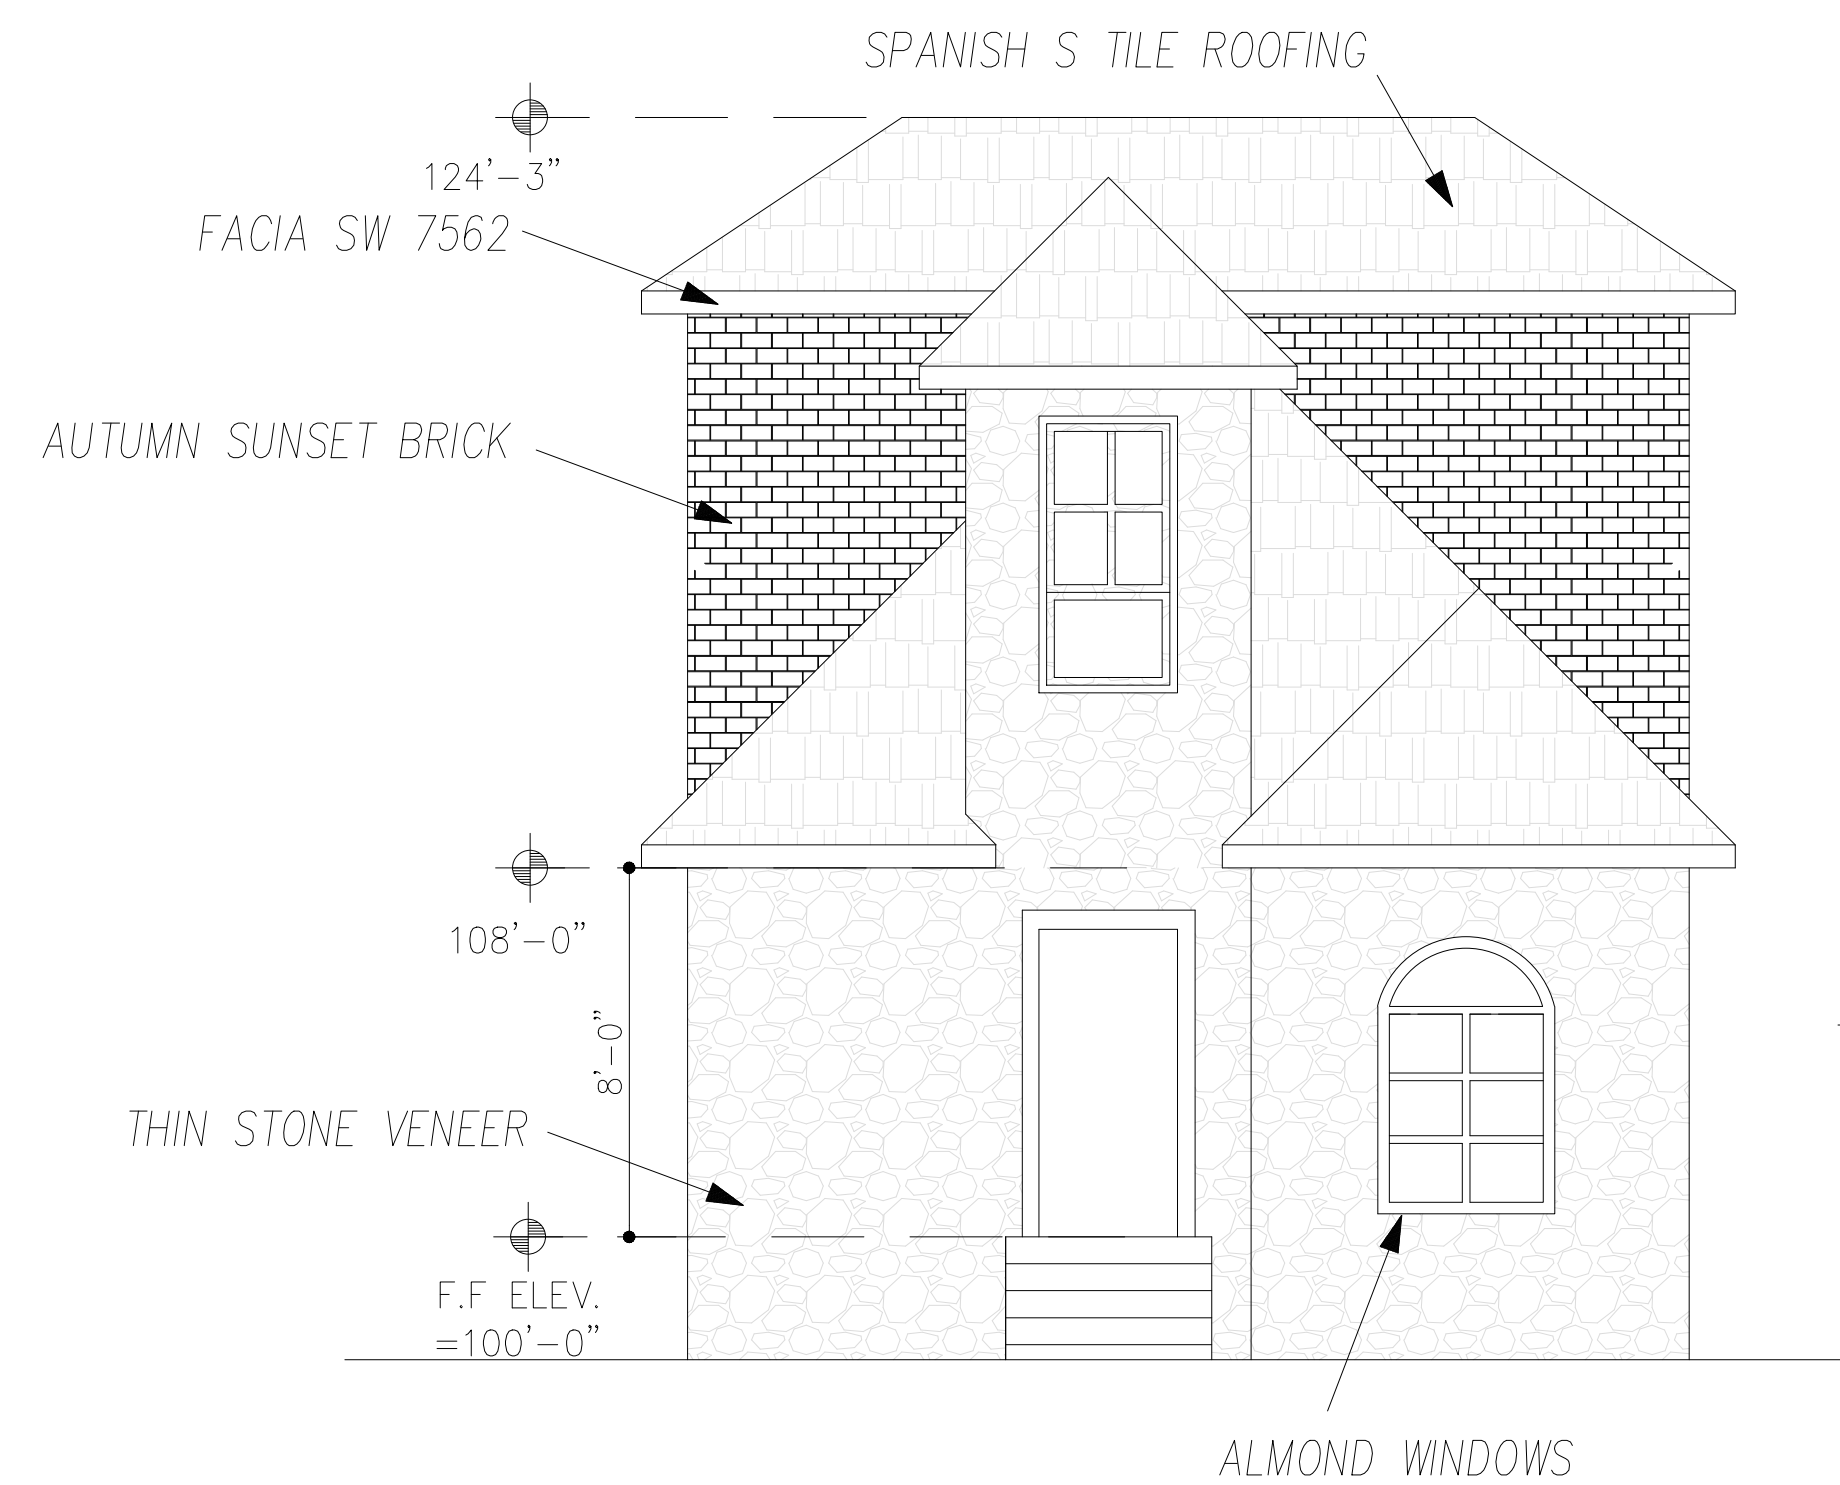 SPANISH S TILE ROOFING
124'-3"
FACIA SW 7562
AUTUMN SUNSET BRICK
108'-0"
8'-0"
THIN STONE VENEER
F.F ELEV.
=100'-0"
ALMOND WINDOWS